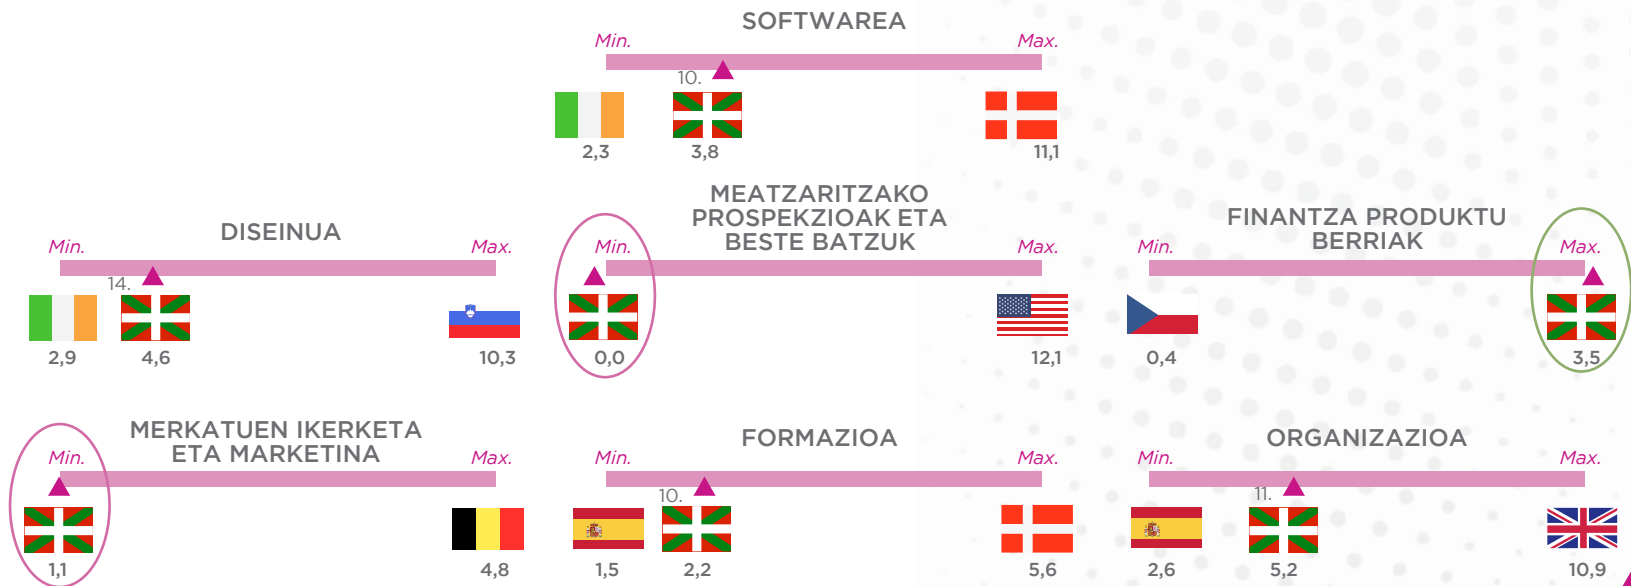 SOFTWAREA
Min.
Max.
10.
2,3
3,8
11,1
DISEINUA
Min.
Max.
14.
2,9
4,6
10,3
MEATZARITZAKO
PROSPEKZIOAK ETA
BESTE BATZUK
Min.
Max.
0,0
12,1
FINANTZA PRODUKTU
BERRIAK
Min.
Max.
0,4
3,5
MERKATUEN IKERKETA
ETA MARKETINA
Min.
Max.
1,1
4,8
FORMAZIOA
Min.
Max.
10.
1,5
2,2
5,6
ORGANIZAZIOA
Min.
Max.
11.
2,6
5,2
10,9